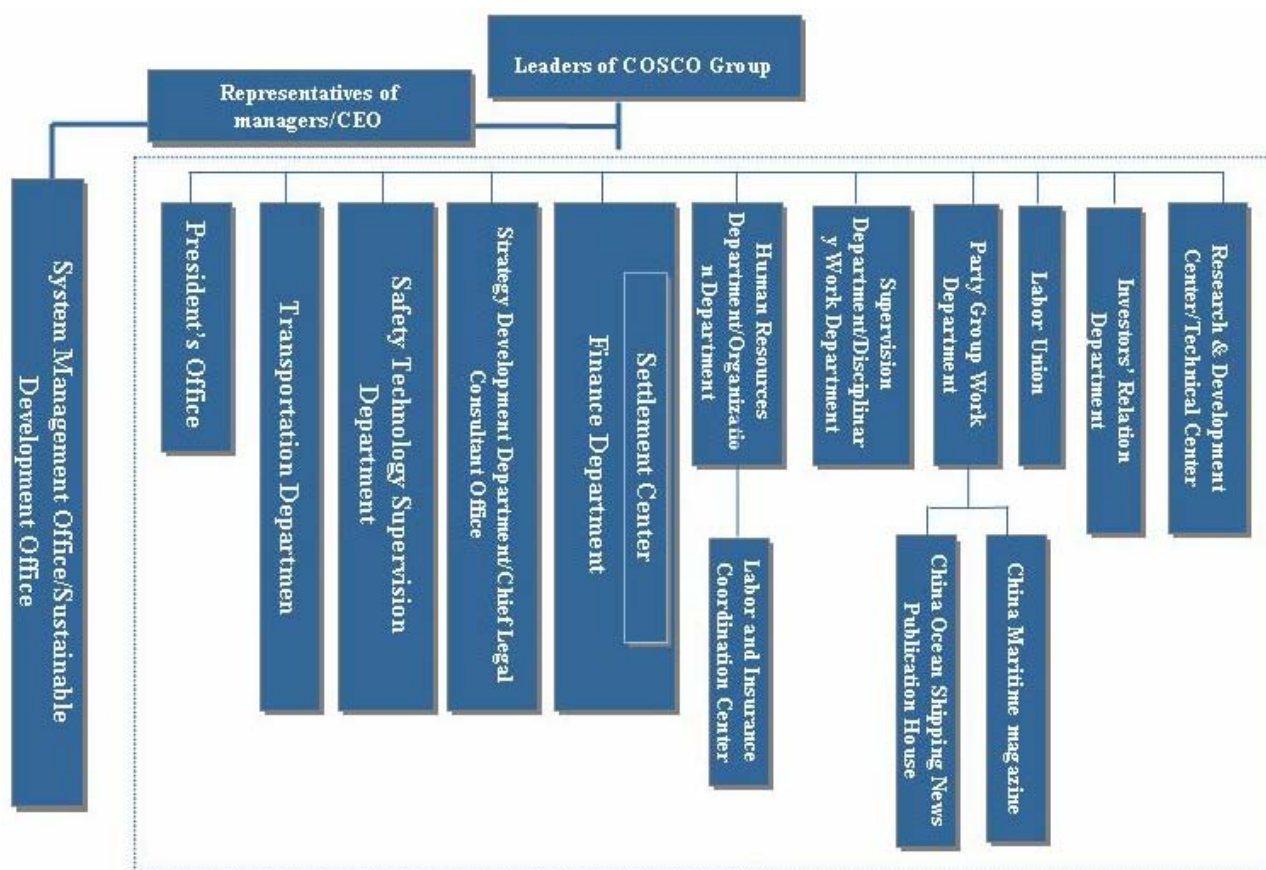 Leaders of COSCO Group
Representatives of
managers/CEO
System Management Office/Sustainable
Development Office
President's Office
Transportation Departmen
Safety Technology Supervision
Department
Strategy Development Department/Chief Legal
Consultant Office
Settlement Center
Finance Department
Human Resources
Department/Organizatio
n Department
Supervision
Department/Disciplinar
y Work Department
Party Group Work
Department
Labor Union
Investors' Relation
Department
Research & Development
Center/Technical Center
Labor and Insurance
Coordination Center
China Ocean Shipping News
Publication House
China Maritime magazine